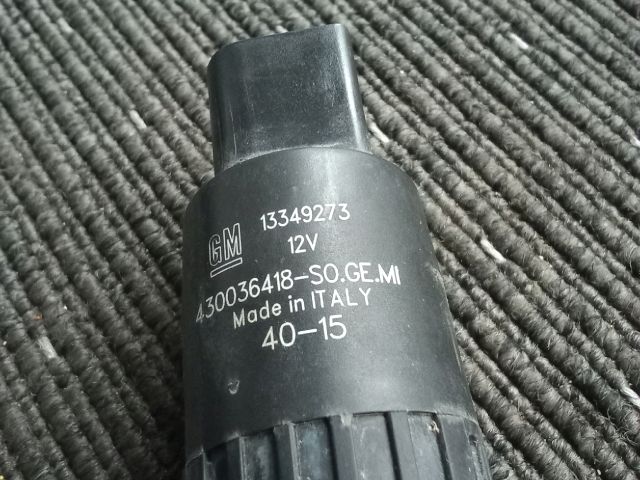 GM 13349273
12V
430036418-SO.GE.MI
Made in ITALY
40-15